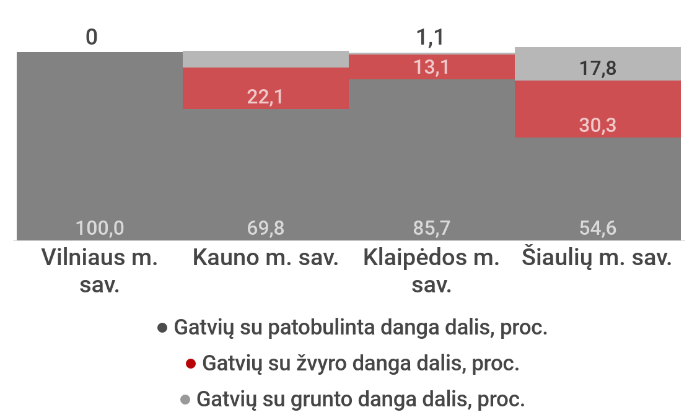 0 1,1
13,1 17,8
22,1 30,3
100,0 69,8 85,7 54,6
Vilniaus m. sav. Kauno m. sav. Klaipėdos m. sav. Šiaulių m. sav.
● Gatvių su patobulinta danga dalis, proc.
● Gatvių su žvyro danga dalis, proc.
● Gatvių su grunto danga dalis, proc.